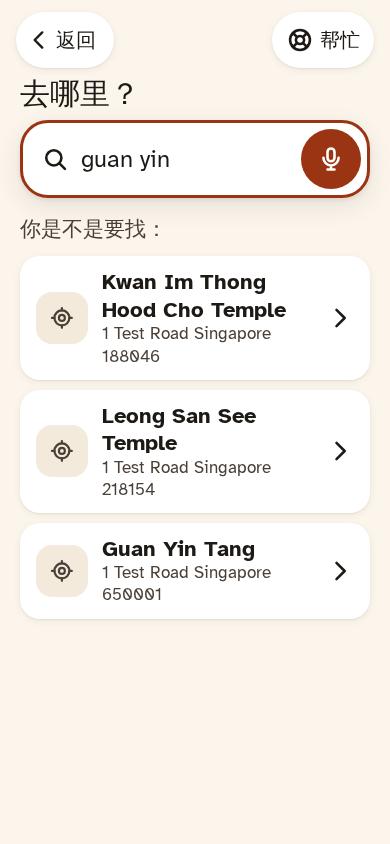 返回
帮忙
去哪里？
guan yin
你是不是要找：
Kwan Im Thong
Hood Cho Temple
1 Test Road Singapore
188046
Leong San See
Temple
1 Test Road Singapore
218154
Guan Yin Tang
1 Test Road Singapore
650001